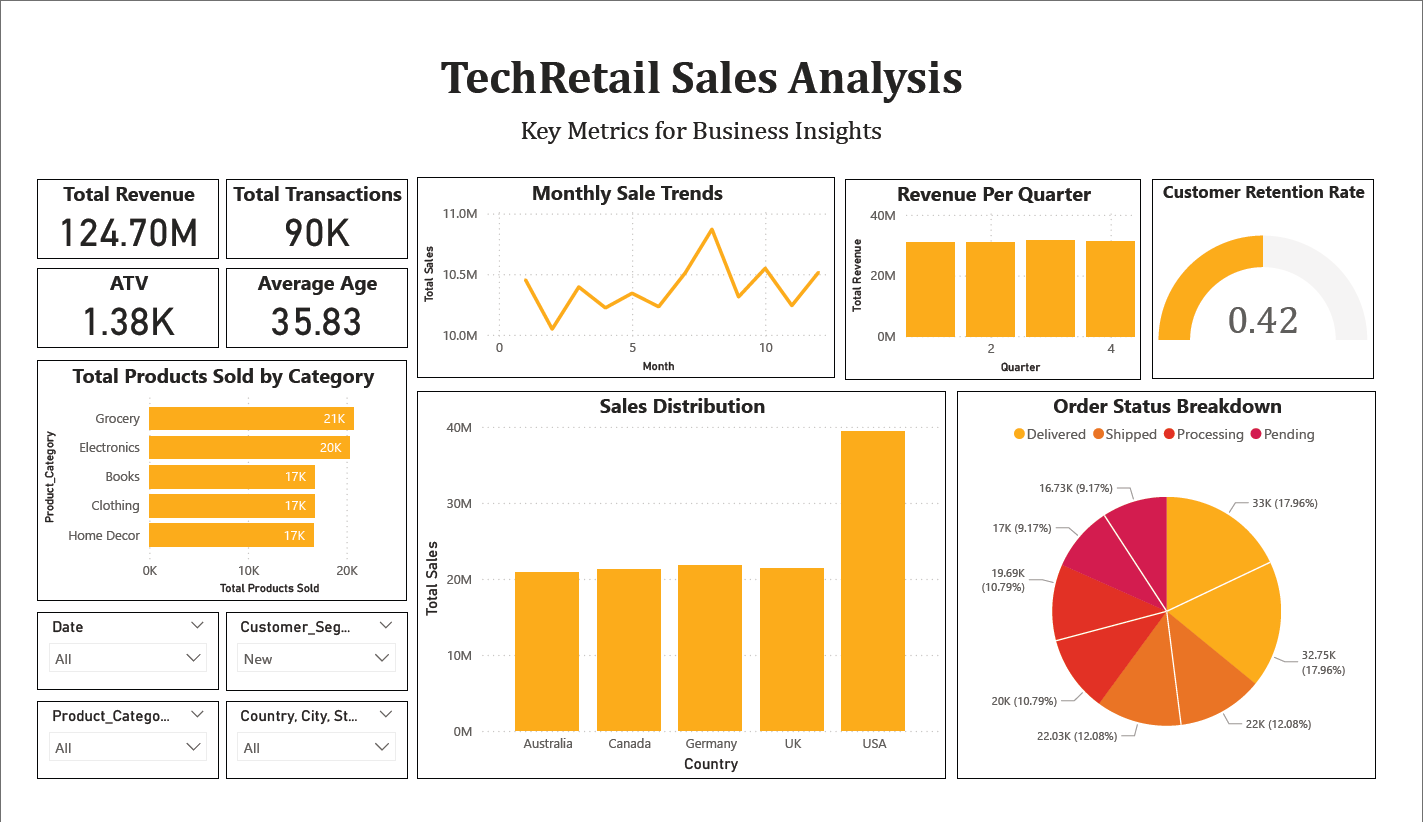 TechRetail Sales Analysis
Key Metrics for Business Insights
Total Revenue
124.70M
Total Transactions
90K
ATV
1.38K
Average Age
35.83
Monthly Sale Trends
Total Sales
11.0M
10.5M
10.0M
0
5
10
Month
Revenue Per Quarter
Total Revenue
40M
20M
0M
2
4
Quarter
Customer Retention Rate
0.42
Total Products Sold by Category
Product_Category
Grocery
21K
Electronics
20K
Books
17K
Clothing
17K
Home Decor
17K
0K
10K
20K
Total Products Sold
Date
All
Customer_Seg...
New
Product_Catego...
All
Country, City, St...
All
Sales Distribution
Total Sales
40M
30M
20M
10M
0M
Australia
Canada
Germany
UK
USA
Country
Order Status Breakdown
Delivered
Shipped
Processing
Pending
33K (17.96%)
32.75K
(17.96%)
22K (12.08%)
22.03K (12.08%)
20K (10.79%)
19.69K
(10.79%)
17K (9.17%)
16.73K (9.17%)